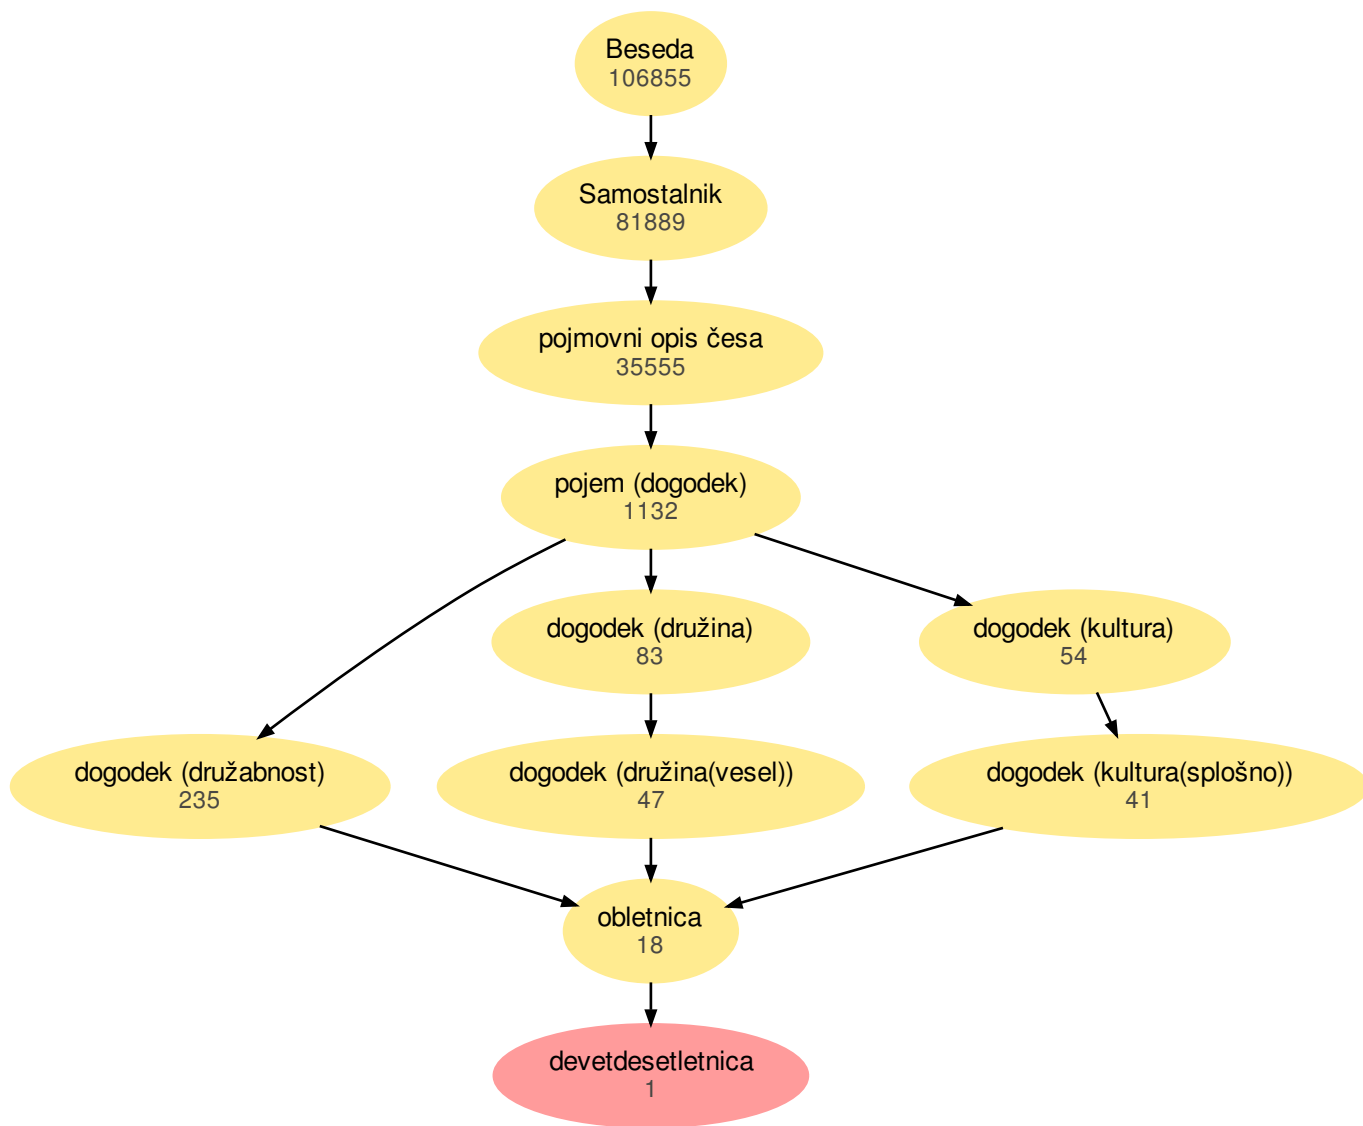 Beseda
106855
Samostalnik
81889
pojmovni opis česa
35555
pojem (dogodek)
1132
dogodek (družina)
83
dogodek (kultura)
54
dogodek (družabnost)
235
dogodek (družina(vesel))
47
dogodek (kultura(splošno))
41
obletnica
18
devetdesetletnica
1